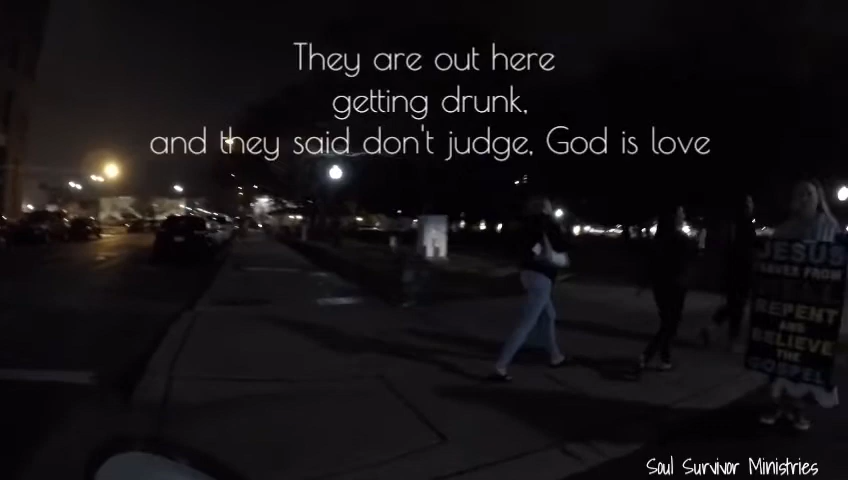 They are out here
getting drunk,
and they said don't judge, God is love
JESUS
FROM
REPENT
AND
BELIEVE
THE
GOSPEL
Soul Survivor Ministries